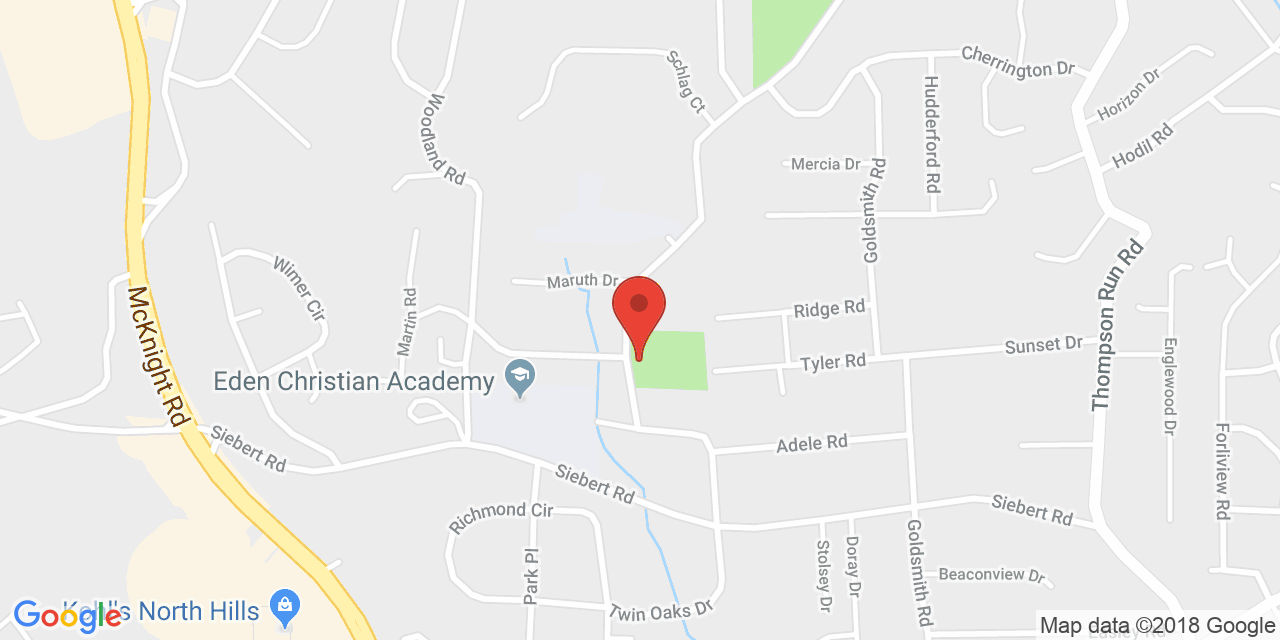 Schlag Ct
Cherrington Dr
Horizon Dr
Hodil Rd
Hudderford Rd
Woodland Rd
Mercia Dr
Goldsmith Rd
Thompson Run Rd
Wimer Cir
Maruth Dr
Martin Rd
Ridge Rd
McKnight Rd
Sunset Dr
Tyler Rd
Englewood Dr
Eden Christian Academy
Siebert Rd
Adele Rd
Forliview Rd
Siebert Rd
Richmond Cir
Siebert Rd
Park Pl
Stolsey Dr
Doray Dr
Goldsmith Rd
Beaconview Dr
Google
North Hills
Twin Oaks Dr
Map data ©2018 Google